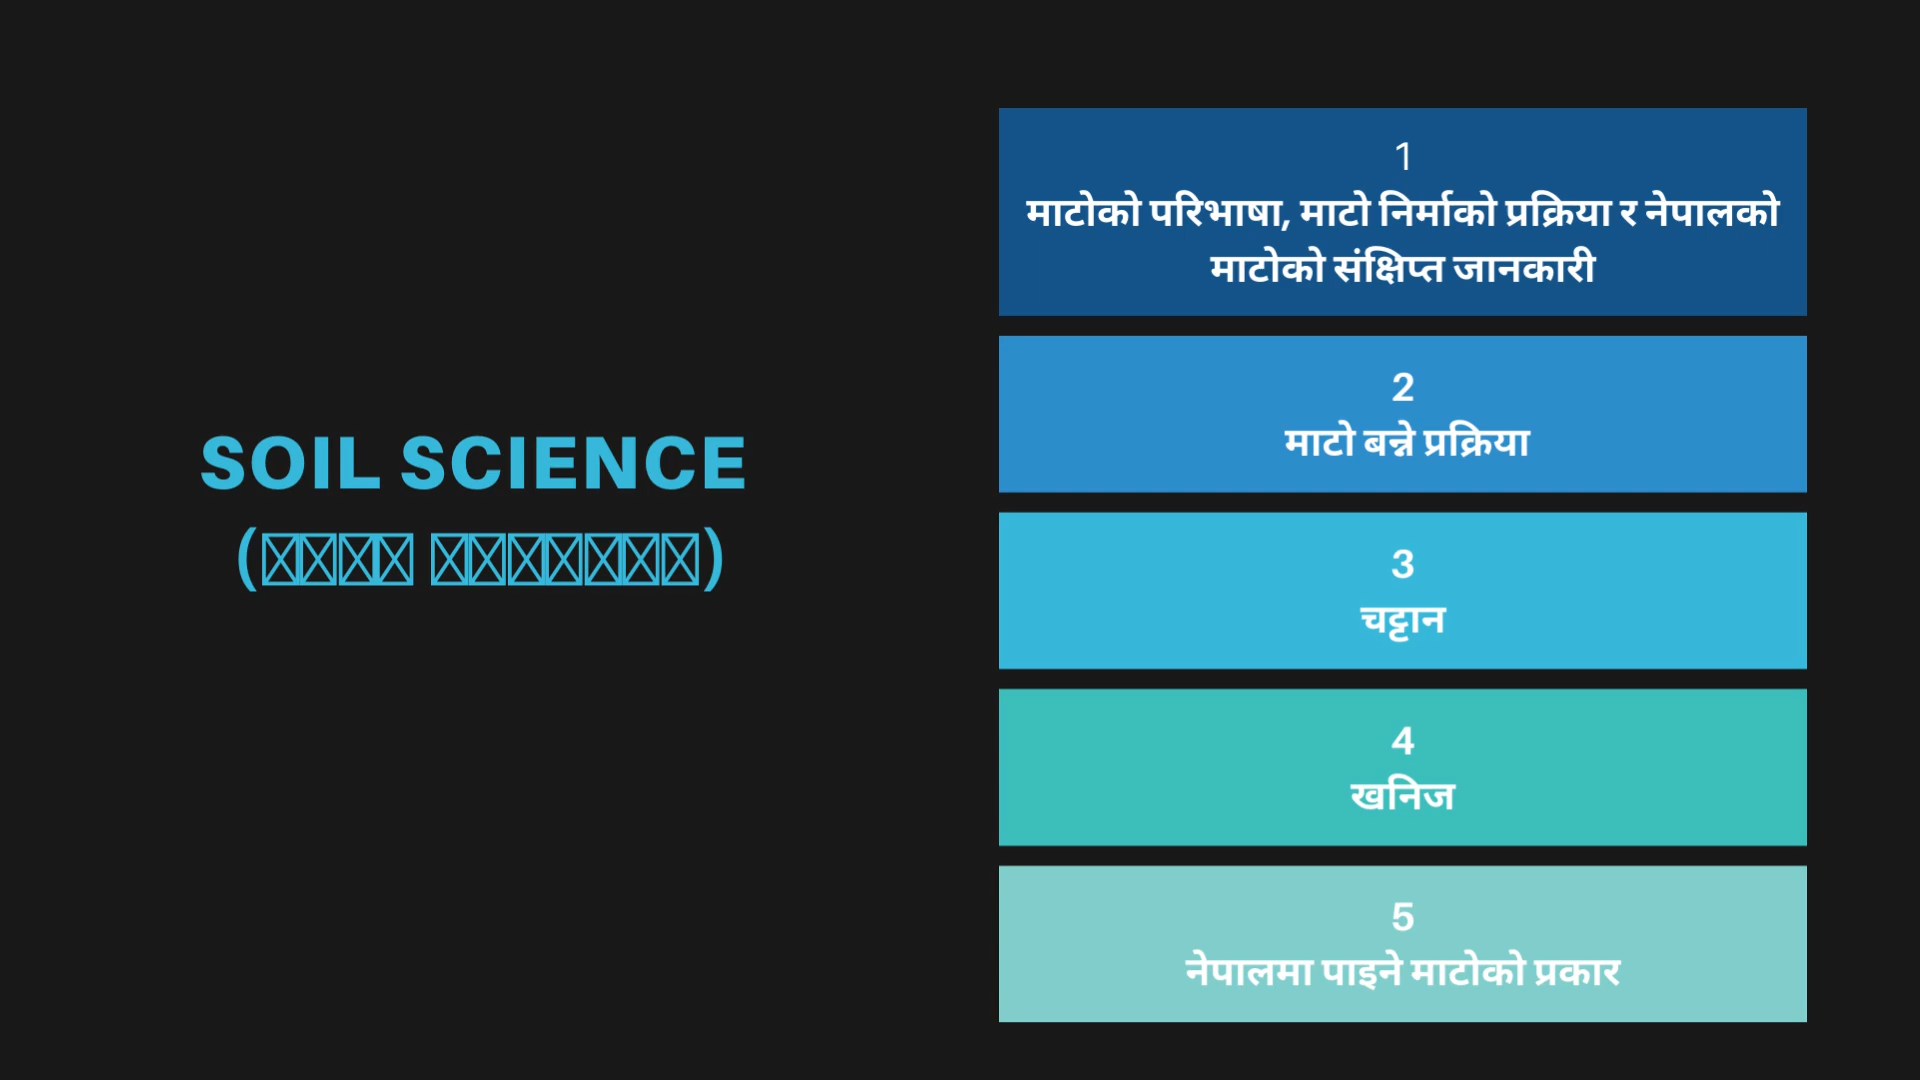 SOIL SCIENCE
1
माटोको परिभाषा, माटो निर्माको प्रक्रिया र नेपालको
माटोको संक्षिप्त जानकारी
2
माटो बन्ने प्रक्रिया
3
चट्टान
4
खनिज
5
नेपालमा पाइने माटोको प्रकार